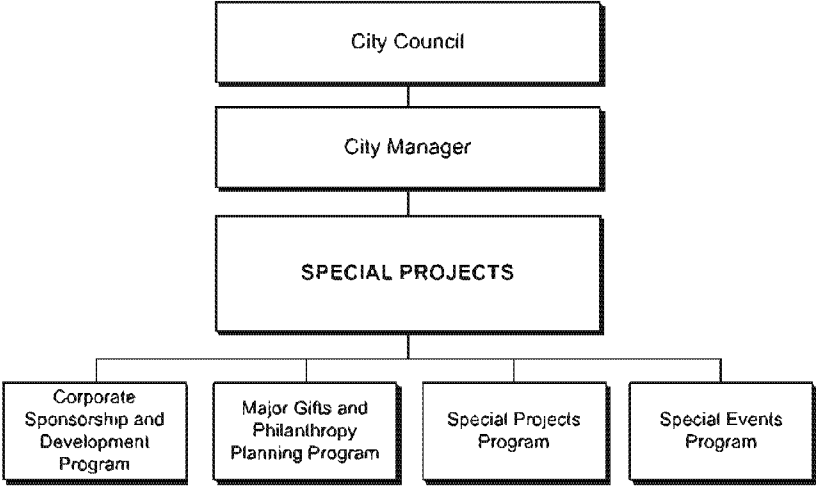 City Council
City Manager
SPECIAL PROJECTS
Corporate
Sponsorship and
Development
Program
Major Gifts and
Philanthropy
Planning Program
Special Projects
Program
Special Events
Program